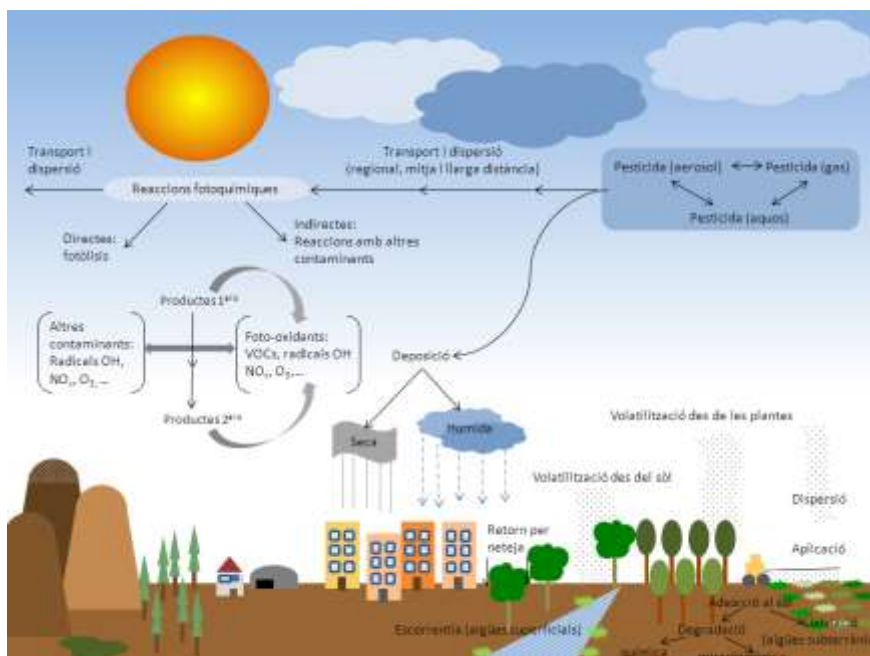 Transport i
dispersió
Transport i dispersió
(regional, mitja i llarga distància)
Pesticida (aerosol)
Pesticida (gas)
Pesticida (aquos)
Reaccions fotoquímiques
Directes:
fotòlisis
Indirectes:
Reaccions amb altres
contaminants
Productes 1ers
Altres
contaminants:
Radicals OH,
NOx, O3, ...
Foto-oxidants:
VOCs, radicals OH
NOx, O3,...
Productes 2ers
Deposició
Seca
Humida
Volatilització des de les plantes
Volatilització des del sòl
Dispersió
Retorn per
neteja
Aplicació
Escorrentia (aigües superficials)
Adsorció al sòl
Degradació
(aigües subterrànies)
química